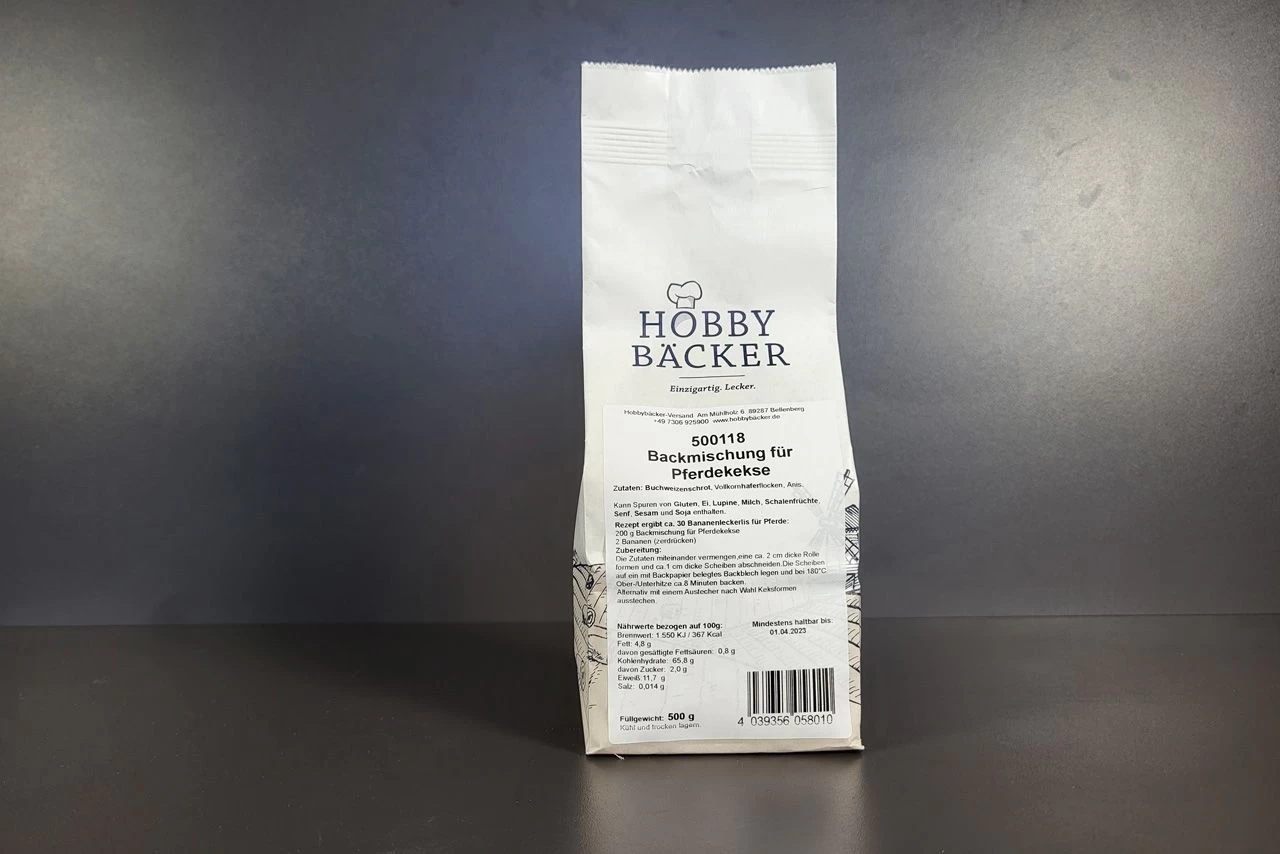 HOBBY
BÄCKER
Einzigartig. Lecker.
Hobbybäcker-Versand Am Mühlholz 6, 89287 Bellenberg
+49 7306 925900 www.hobbybäcker.de
500118
Backmischung für
Pferdekekse
Zutaten: Buchweizenschrot, Vollkornhaferflocken, Anis.
Kann Spuren von Gluten, Ei, Lupine, Milch, Schalenfrüchte,
Senf, Sesam und Soja enthalten.
Rezept ergibt ca. 30 Bananenleckerlis für Pferde:
200 g Backmischung für Pferdekekse
2 Bananen (zerdrücken)
Zubereitung:
Die Zutaten miteinander vermengen,eine ca. 2 cm dicke Rolle
formen und ca.1 cm dicke Scheiben abschneiden.Die Scheiben
auf ein mit Backpapier belegtes Backblech legen und bei 180°C
Ober-/Unterhitze ca.8 Minuten backen.
Alternativ mit einem Austecher nach Wahl Keksformen
ausstechen.
Nährwerte bezogen auf 100g:
Brennwert: 1.550 KJ / 367 Kcal
Fett: 4,8 g
davon gesättigte Fettsäuren: 0,8 g
Kohlenhydrate: 65,8 g
davon Zucker: 2,0 g
Eiweiß:11,7 g
Salz: 0,014 g
Mindestens haltbar bis:
01.04.2023
Füllgewicht: 500 g
Kühl und trocken lagern.
4 039356 058010